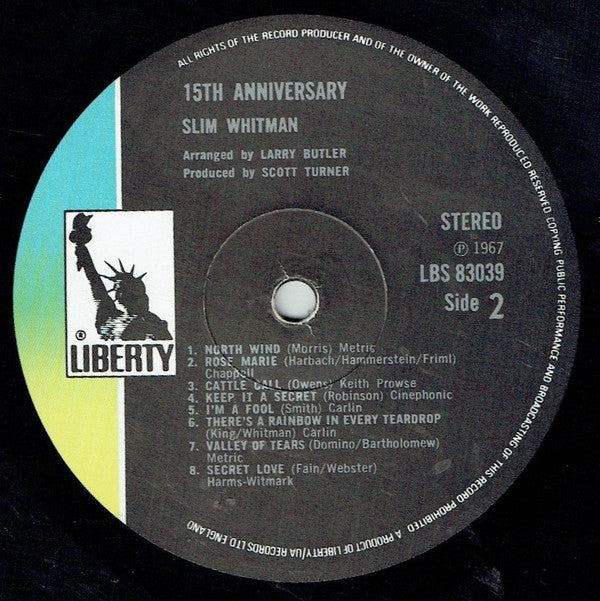 ALL RIGHTS OF THE RECORD PRODUCER AND OF THE OWNER OF THE WORK REPRODUCED RESERVED. COPYING PUBLIC PERFORMANCE AND BROADCASTING OF THIS RECORD PROHIBITED. A PRODUCT OF LIBERTY/UA RECORDS LTD ENGLAND
15TH ANNIVERSARY
SLIM WHITMAN
Arranged by LARRY BUTLER
Produced by SCOTT TURNER
STEREO
Ⓟ 1967
LBS 83039
Side 2
®
LIBERTY
1. NORTH WIND (Morris) Metric
2. ROSE MARIE (Harbach/Hammerstein/Friml)
Chappell
3. CATTLE CALL (Owens) Keith Prowse
4. KEEP IT A SECRET (Robinson) Cinephonic
5. I'M A FOOL (Smith) Carlin
6. THERE'S A RAINBOW IN EVERY TEARDROP
(King/Whitman) Carlin
7. VALLEY OF TEARS (Domino/Bartholomew)
Metric
8. SECRET LOVE (Fain/Webster)
Harms-Witmark